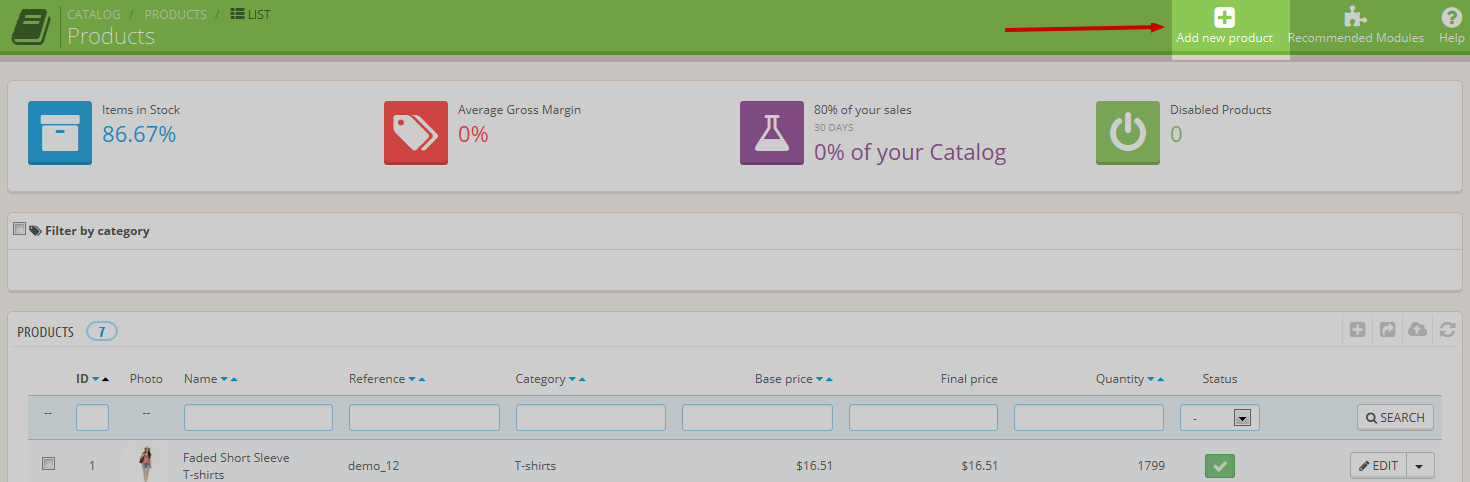 CATALOG / PRODUCTS / LIST
Products
Add new product
Recommended Modules
Help
Items in Stock
86.67%
Average Gross Margin
0%
80% of your sales
30 DAYS
0% of your Catalog
Disabled Products
0
Filter by category
PRODUCTS 7
ID Photo Name Reference Category Base price Final price Quantity Status
-- -- - SEARCH
1 Faded Short Sleeve T-shirts demo_12 T-shirts $16.51 $16.51 1799 EDIT